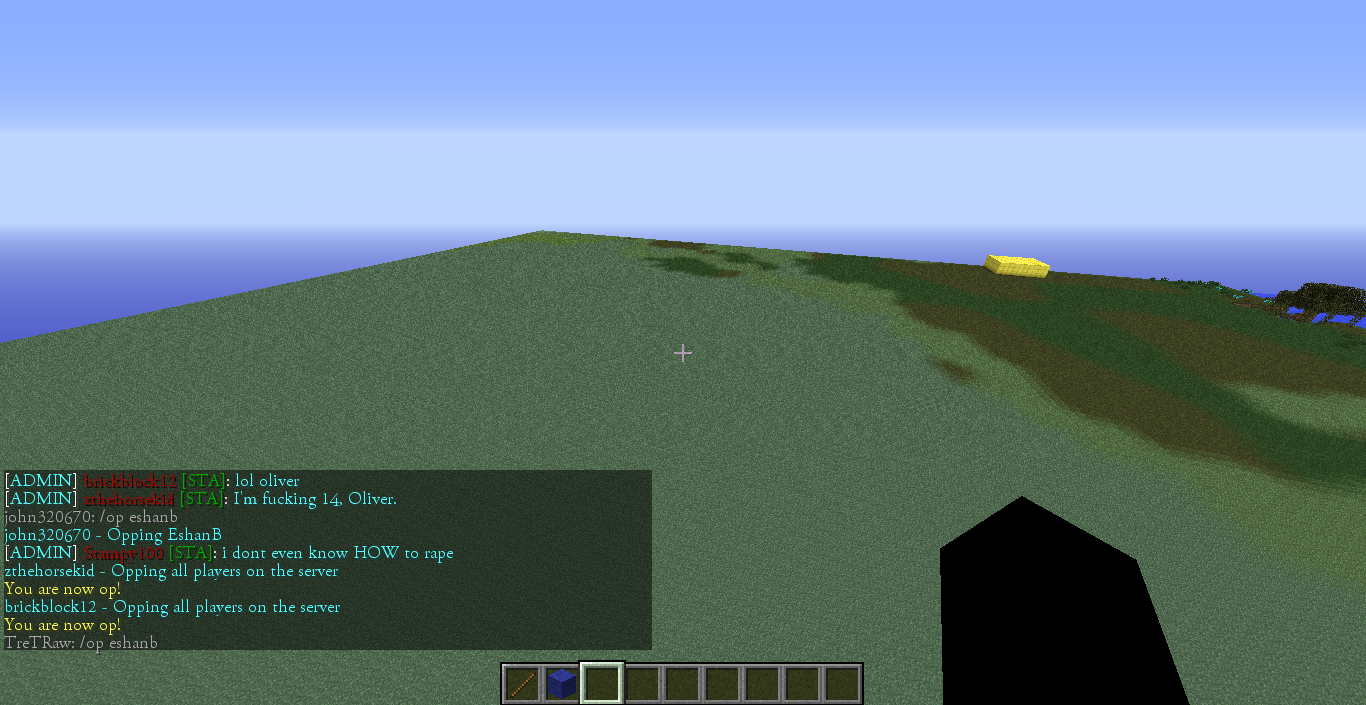 [ADMIN] brickblock12 [STA]: lol oliver
[ADMIN] zthehorsekid [STA]: I'm fucking 14, Oliver.
john320670: /op eshanb
john320670 - Opping EshanB
[ADMIN] Stampy100 [STA]: i dont even know HOW to rape
zthehorsekid - Opping all players on the server
You are now op!
brickblock12 - Opping all players on the server
You are now op!
TreTRaw: /op eshanb